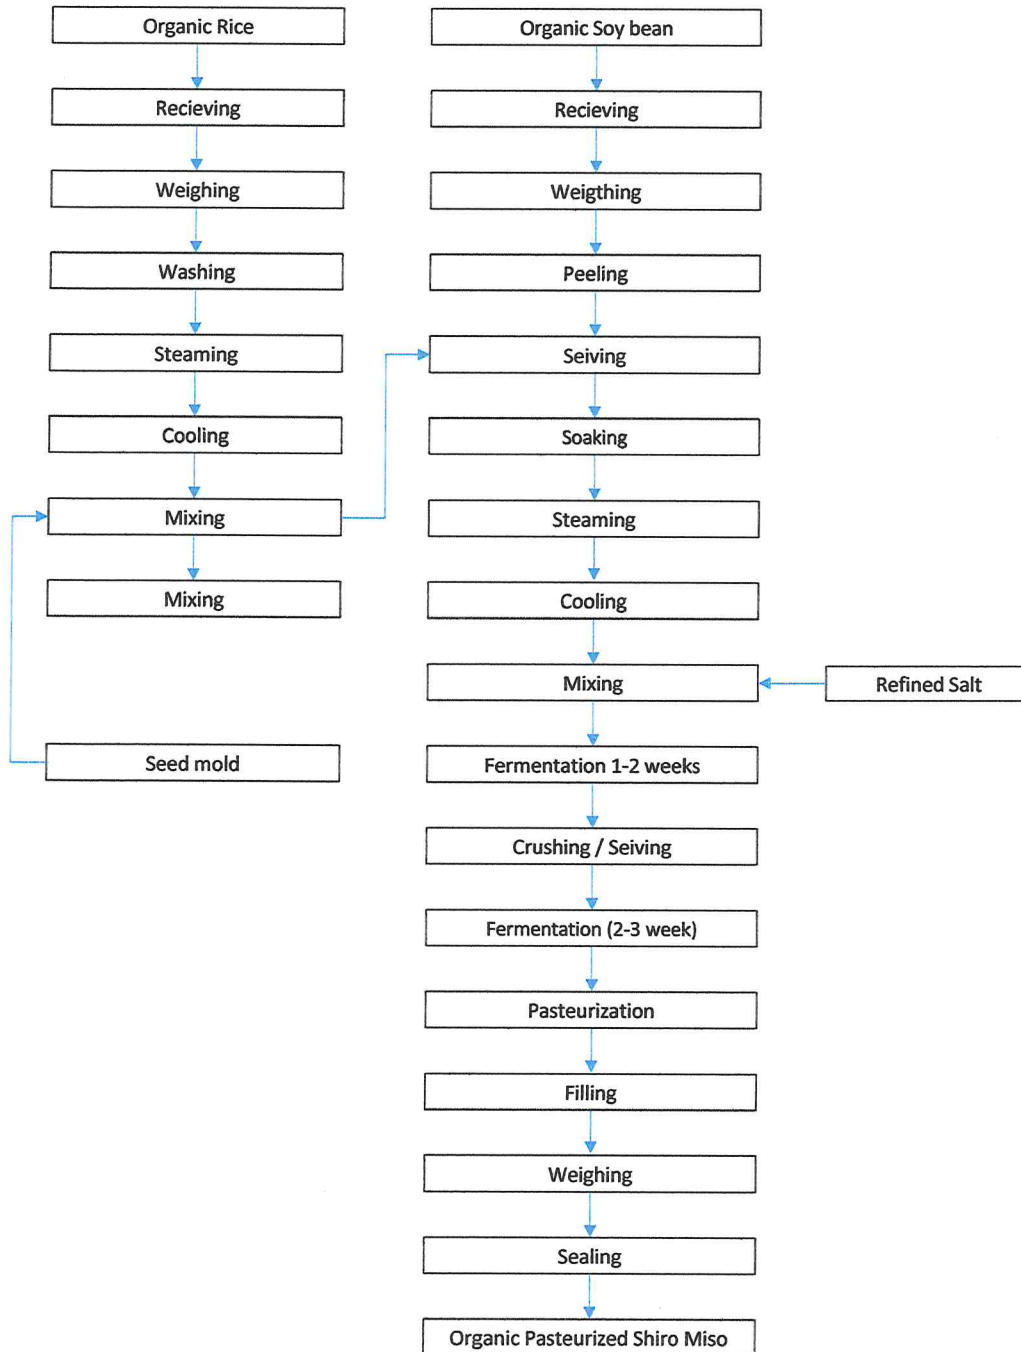 Organic Rice
Recieving
Weighing
Washing
Steaming
Cooling
Mixing
Mixing
Seed mold
Organic Soy bean
Recieving
Weigthing
Peeling
Seiving
Soaking
Steaming
Cooling
Mixing
Refined Salt
Fermentation 1-2 weeks
Crushing / Seiving
Fermentation (2-3 week)
Pasteurization
Filling
Weighing
Sealing
Organic Pasteurized Shiro Miso